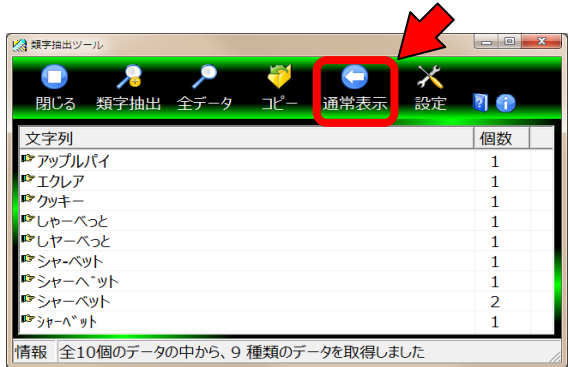 類字抽出ツール
閉じる 類字抽出 全データ コピー 通常表示 設定
文字列 個数
アップルパイ 1
エクレア 1
クッキー 1
しゃーべっと 1
しヤーべっと 1
シャ-ベット 1
シャーヘ゛ット 1
シャーベット 2
ｼｬｰﾍﾞｯﾄ 1
情報 全10個のデータの中から、9 種類のデータを取得しました